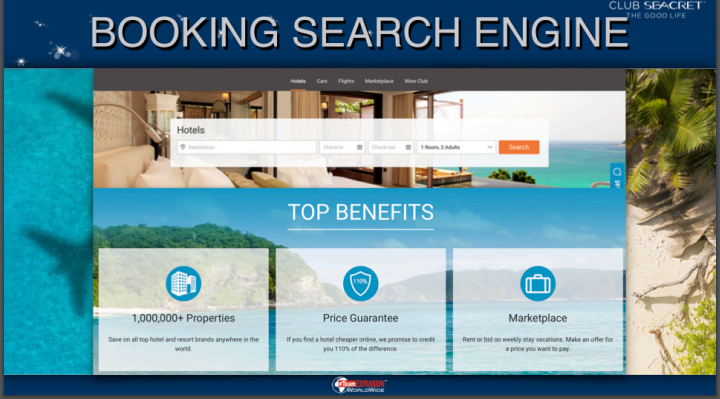 CLUB SEACRET
THE GOOD LIFE
BOOKING SEARCH ENGINE
Hotels Cars Flights Marketplace Wine Club
Hotels
Destination Check-in Check-out 1 Room, 2 Adults Search
TOP BENEFITS
110%
1,000,000+ Properties
Save on all top hotel and resort brands anywhere in the
world.
Price Guarantee
If you find a hotel cheaper online, we promise to credit
you 110% of the difference.
Marketplace
Rent or bid on weekly stay vacations. Make an offer for
a price you want to pay.
WORLDWIDE